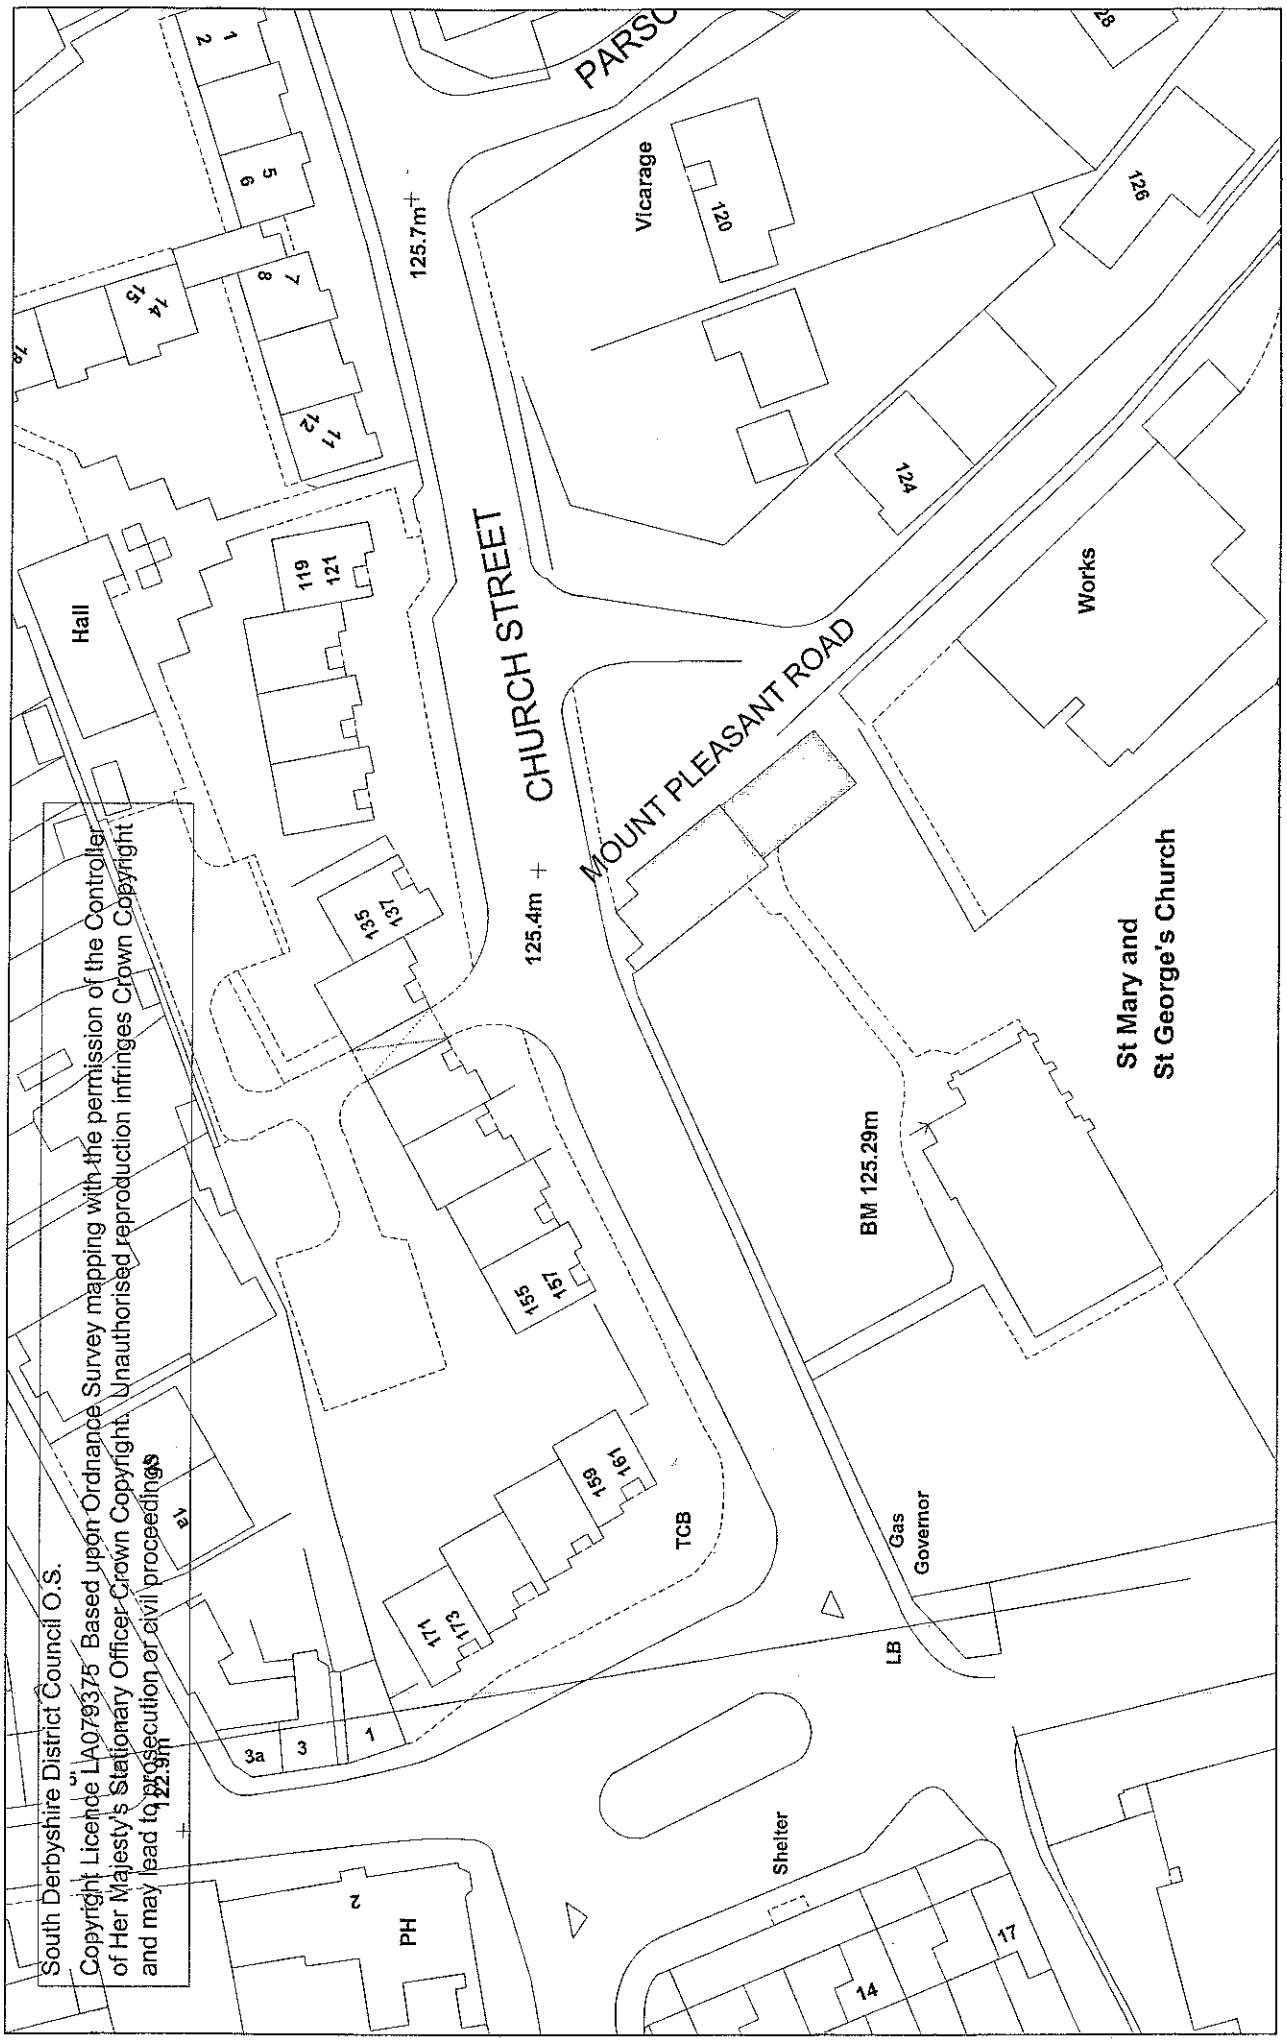 South Derbyshire District Council O.S.
Copyright Licence LA079375 Based upon Ordnance Survey mapping with the permission of the Controller
of Her Majesty's Stationary Officer Crown Copyright. Unauthorised reproduction infringes Crown Copyright
and may lead to prosecution or civil proceedings
122.9m
3a
3
1
2
PH
1a
171
173
159
161
155
157
135
137
119
121
Hall
14
15
11
12
7
8
5
6
1
2
125.7m
CHURCH STREET
125.4m
MOUNT PLEASANT ROAD
PARSO
Vicarage
120
28
126
124
Works
St Mary and
St George's Church
BM 125.29m
TCB
Gas
Governor
LB
Shelter
14
17